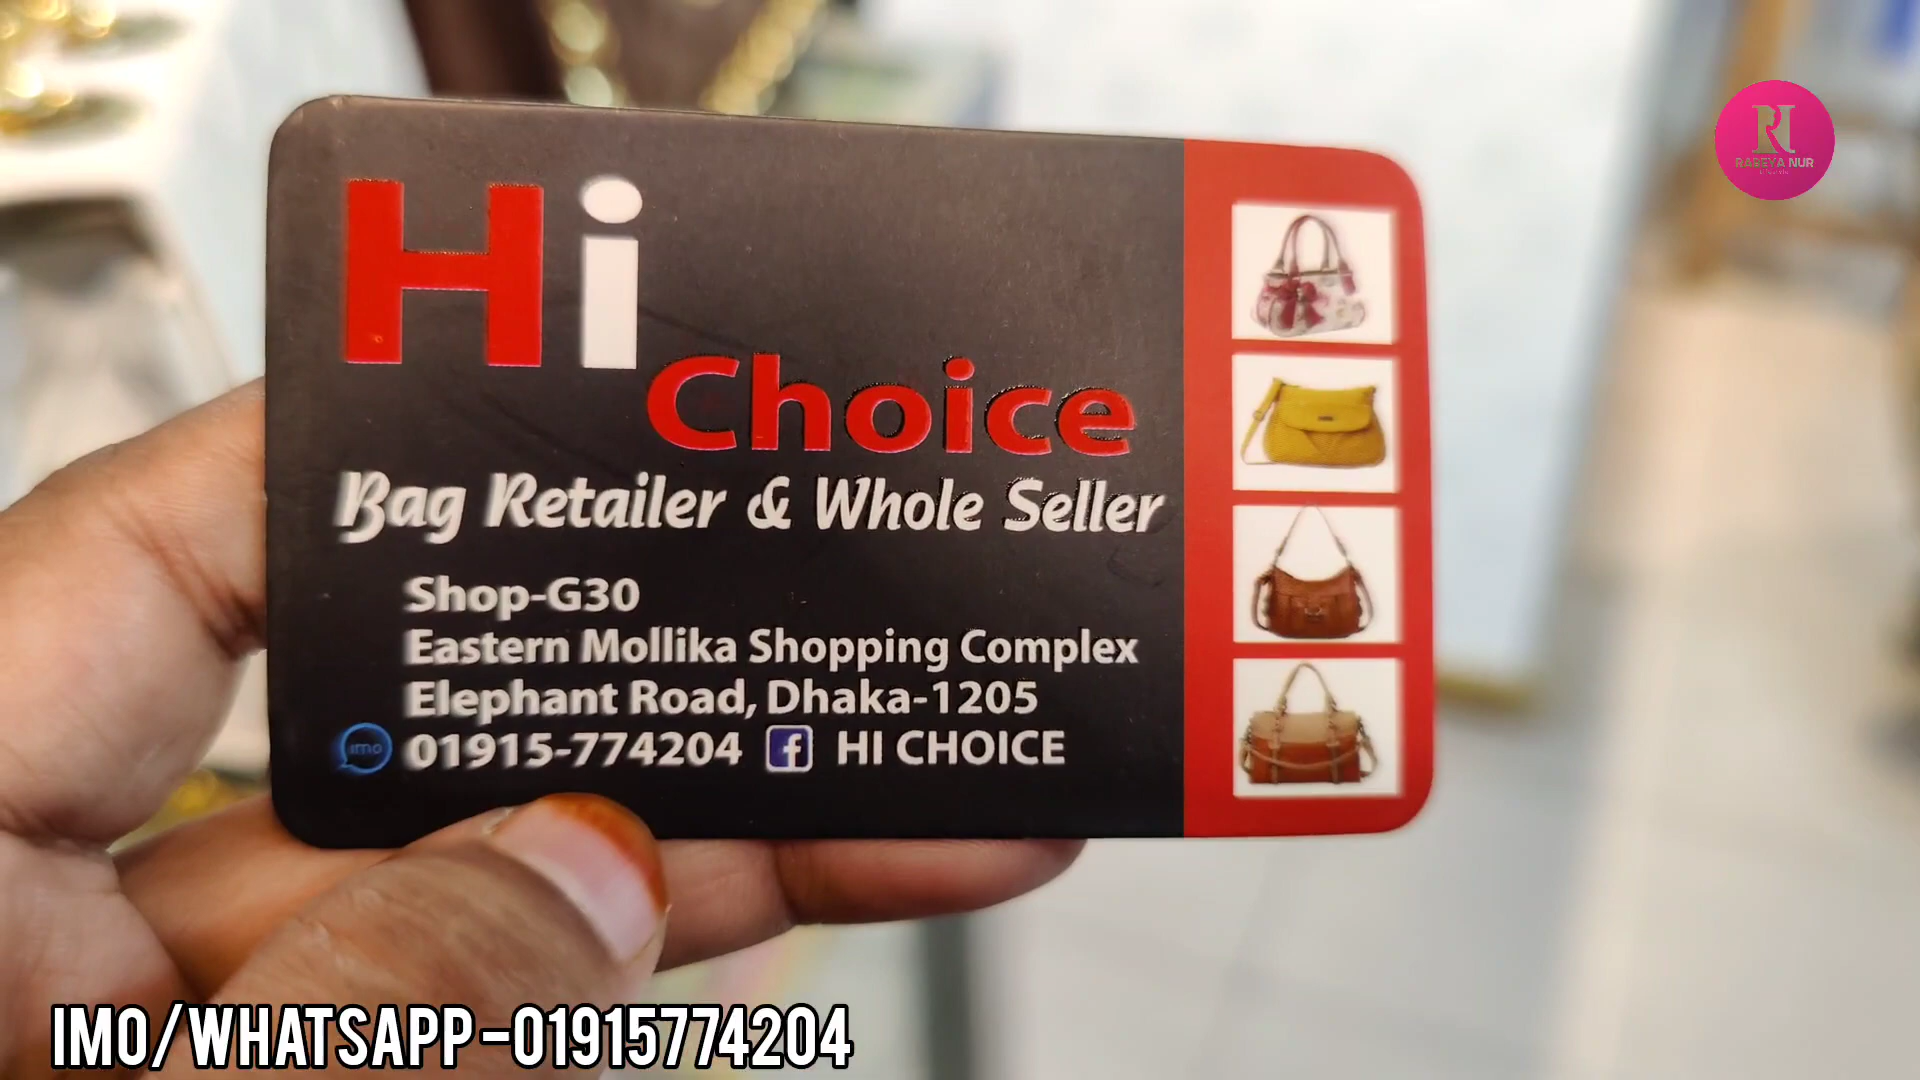 RABEYA NUR
Hi
Choice
Bag Retailer & Whole Seller
Shop-G30
Eastern Mollika Shopping Complex
Elephant Road, Dhaka-1205
imo 01915-774204 f HI CHOICE
IMO/WHATSAPP-01915774204